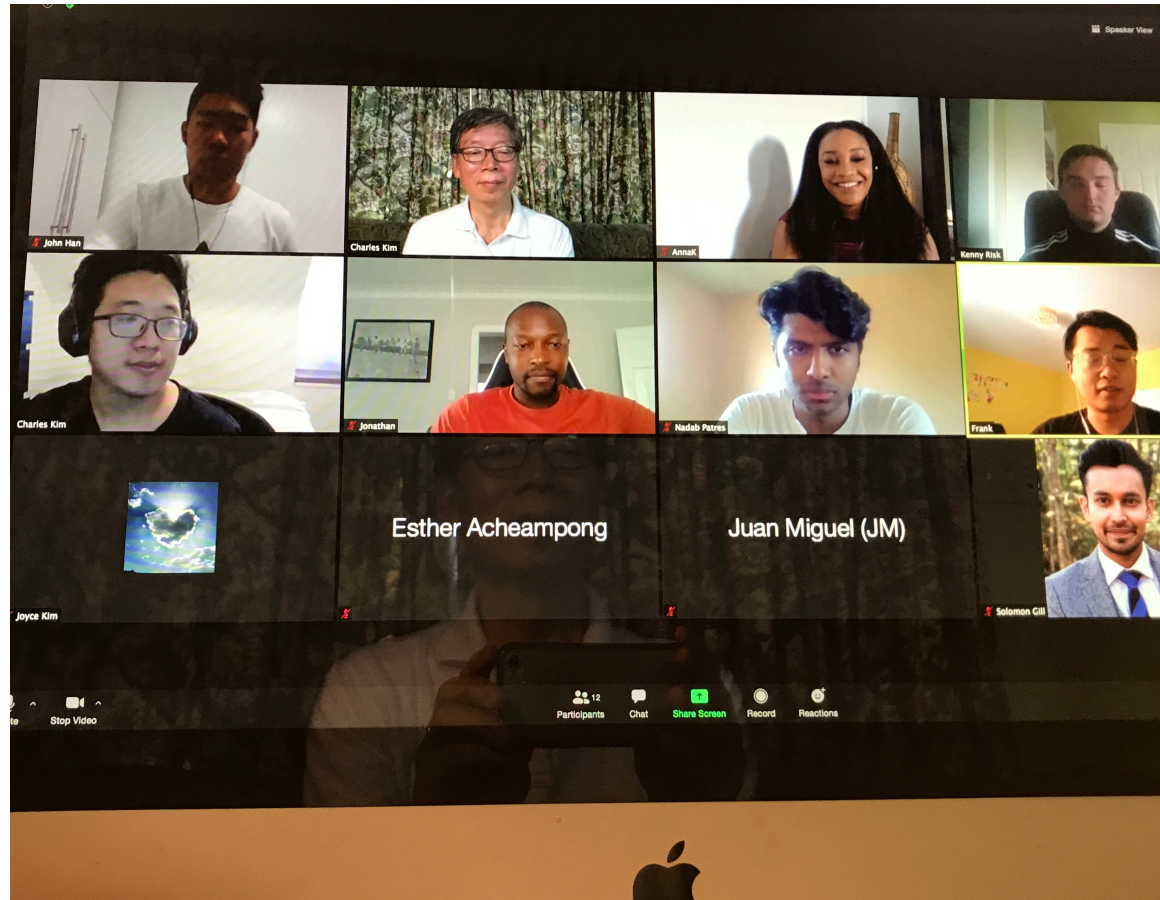 Speaker View
John Han
Charles Kim
AnnaK
Kenny Risk
Charles Kim
Jonathan
Nadab Patres
Frank
Esther Acheampong
Juan Miguel (JM)
Joyce Kim
Solomon Gill
te
Stop Video
12
Participants
Chat
Share Screen
Record
Reactions